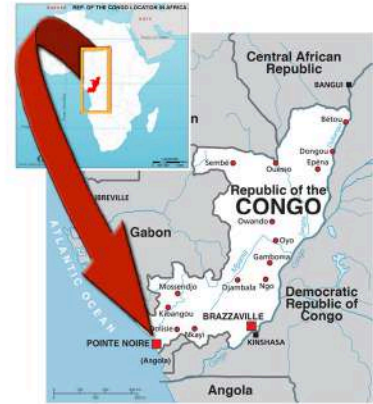 REP. OF THE CONGO LOCATION IN AFRICA
Central African
Republic
BANGUI
Bétou
Dongou
Epéna
Sembé
Ouesso
n
Republic of the
CONGO
IBREVILLE
Owando
Gabon
Oyo
Gamboma
ATLANTIC OCEAN
Mossendjo
Djambala
Ngo
Democratic
Republic of
Congo
Kibangou
BRAZZAVILLE
Dolisie
Nkayi
POINTE NOIRE
KINSHASA
(Angola)
Angola